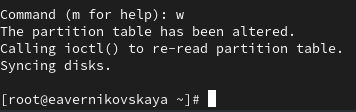 Command (m for help): w
The partition table has been altered.
Calling ioctl() to re-read partition table.
Syncing disks.
[root@eavernikovskaya ~]#